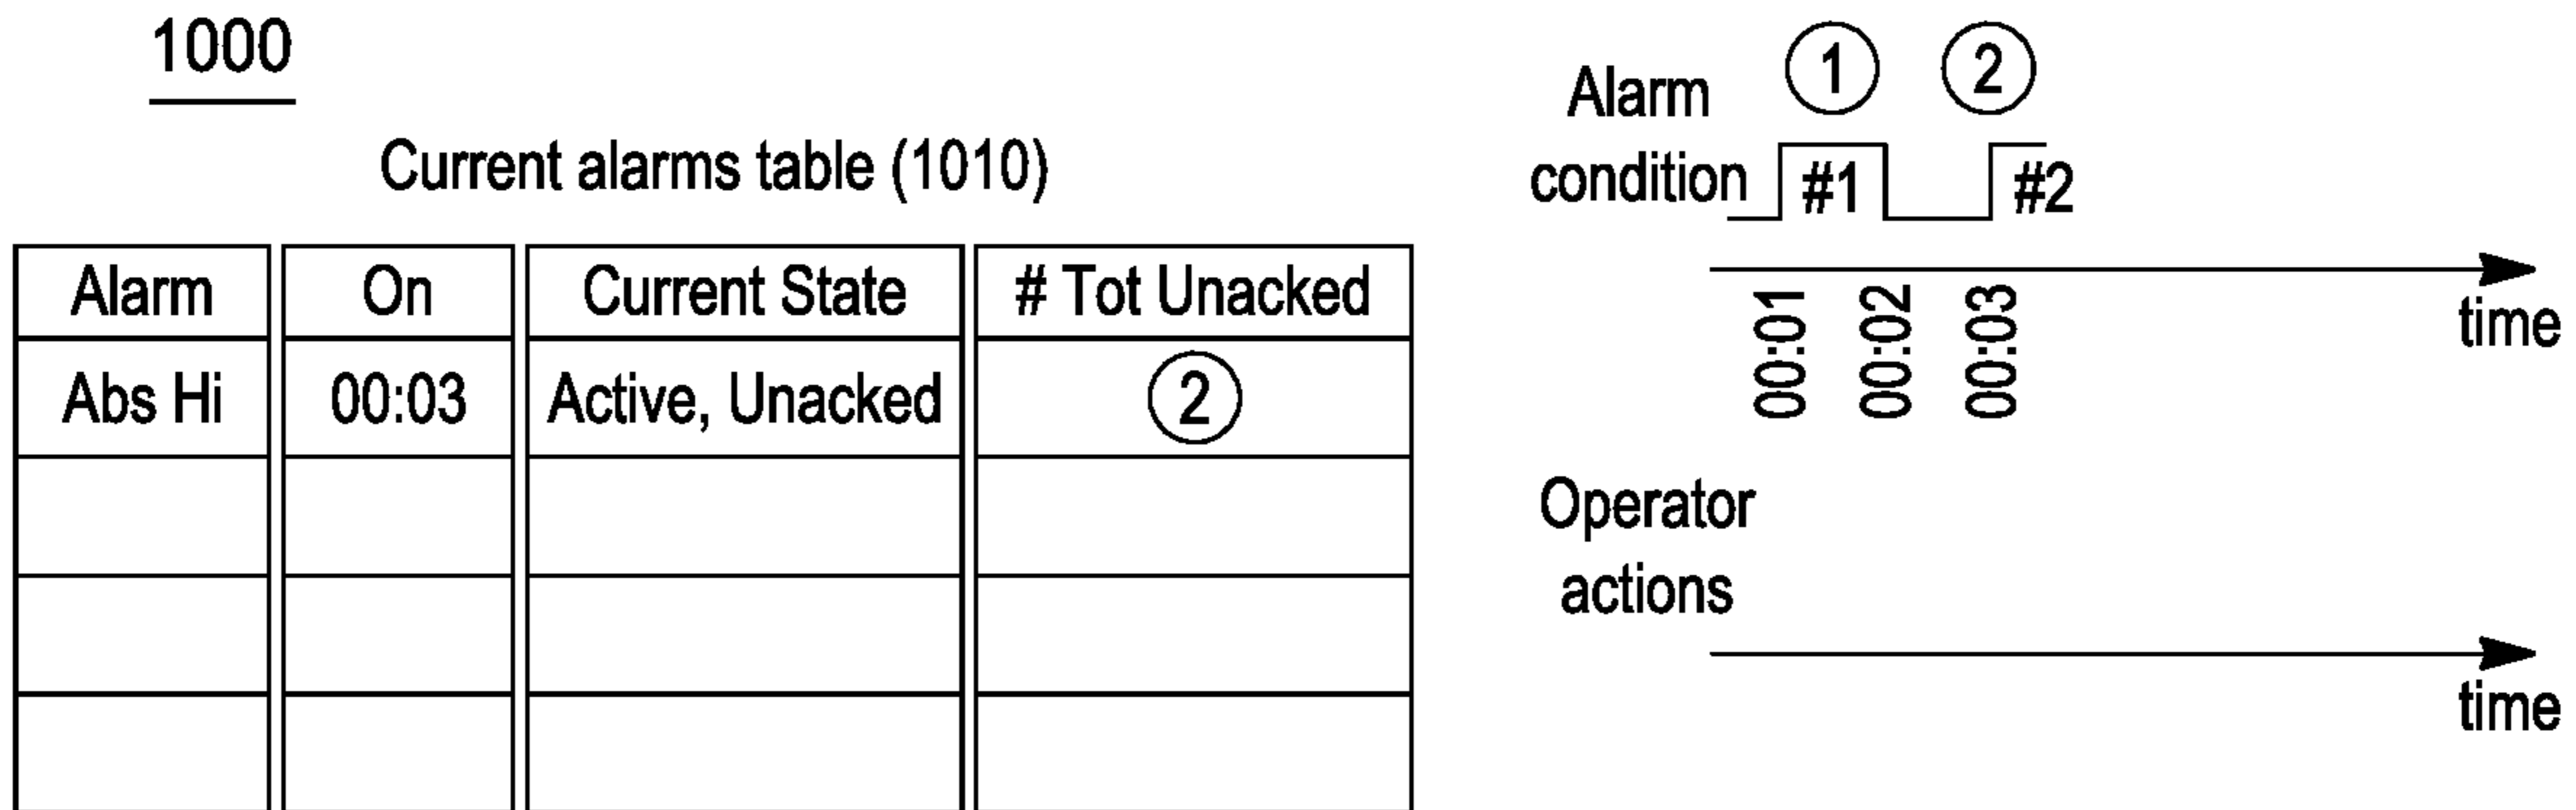 1000
Current alarms table (1010)
Alarm On Current State # Tot Unacked
Abs Hi 00:03 Active, Unacked 2
1 2
Alarm
condition #1 #2
00:01 00:02 00:03
time
Operator
actions
time